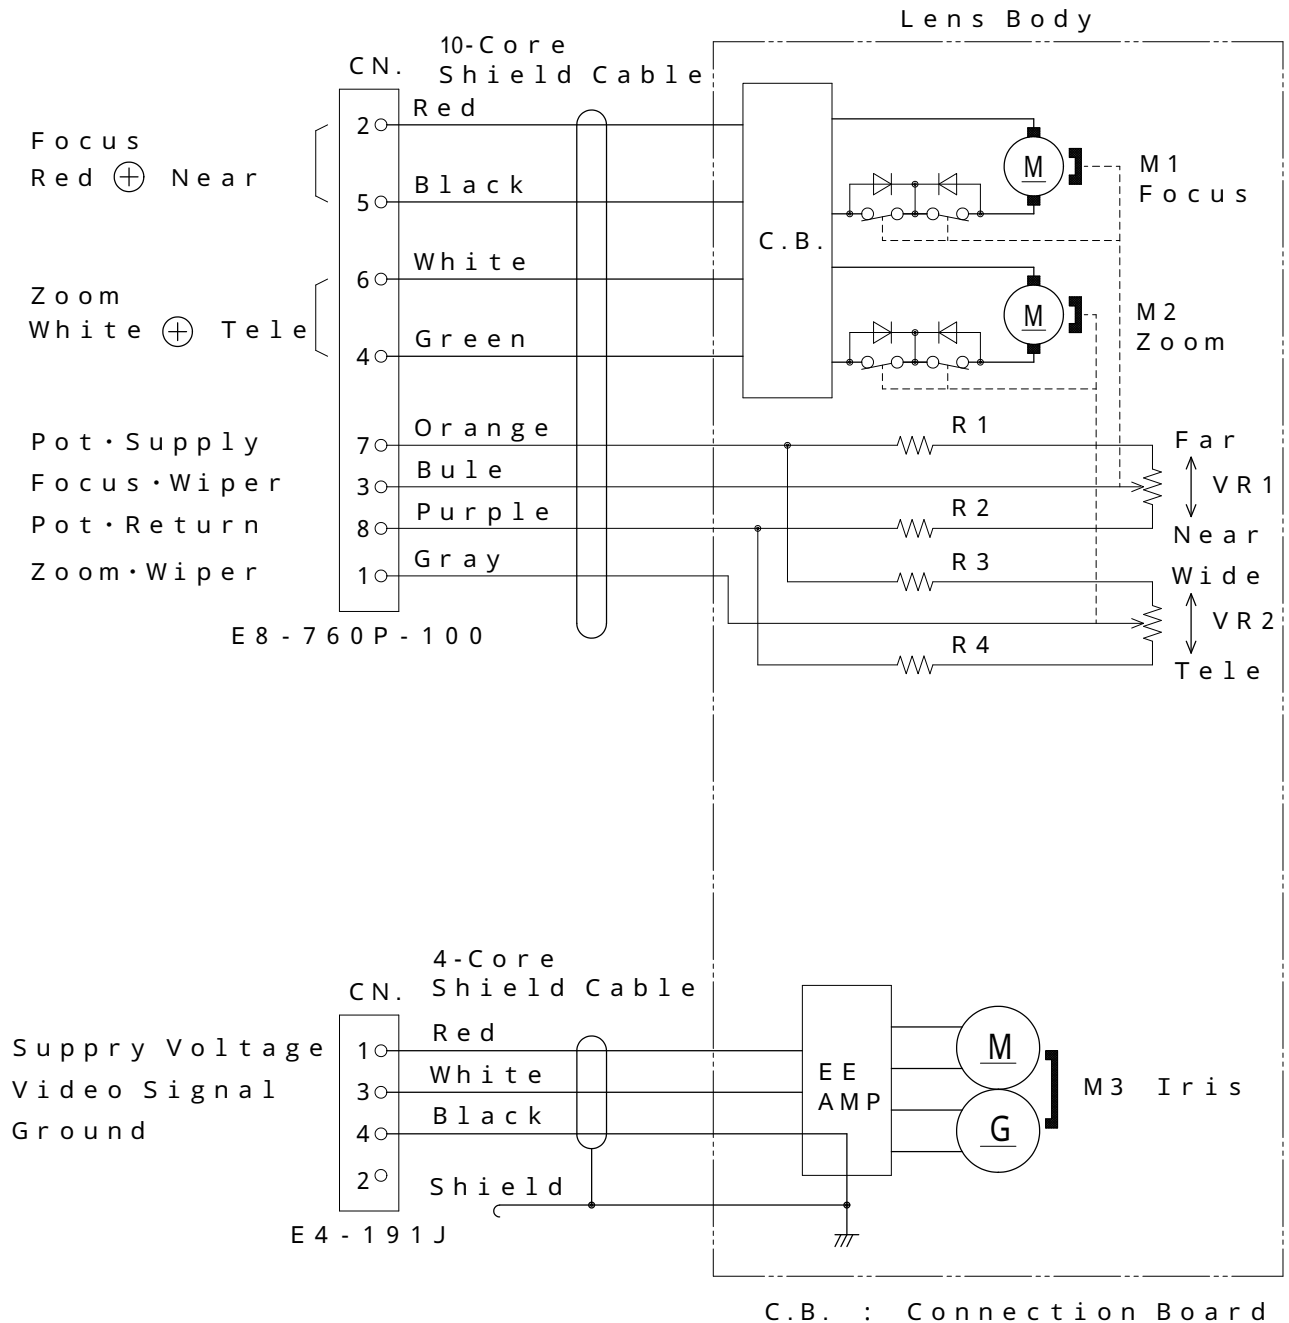 Lens Body
10-Core
Shield Cable
CN.
Red
2
Focus
Red ⊕ Near
Black
5
M
M1
Focus
C.B.
White
6
Zoom
White ⊕ Tele
Green
4
M
M2
Zoom
Pot・Supply
7
Orange
R1
Far
Focus・Wiper
3
Bule
VR1
Pot・Return
8
Purple
R2
Near
Zoom・Wiper
1
Gray
R3
Wide
VR2
E8-760P-100
R4
Tele
4-Core
Shield Cable
CN.
Suppry Voltage
1
Red
Video Signal
3
White
Ground
4
Black
2
Shield
EE
AMP
M
G
M3 Iris
E4-191J
C.B. : Connection Board